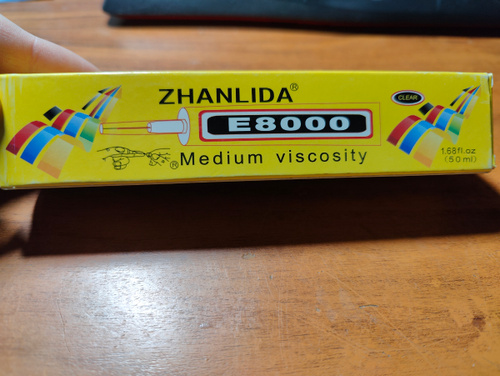 ZHANLIDA®
CLEAR
E8000
®Medium viscosity
1.68fl.oz
(50ml)